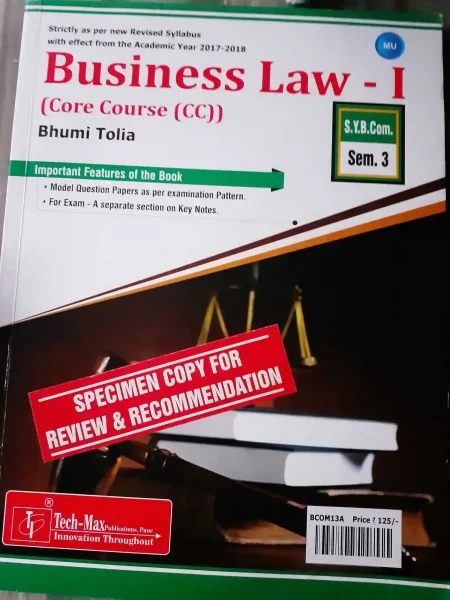 Strictly as per new Revised Syllabus
with effect from the Academic Year 2017-2018
MU
Business Law - I
(Core Course (CC))
Bhumi Tolia
S.Y.B.Com.
Sem. 3
Important Features of the Book
• Model Question Papers as per examination Pattern.
• For Exam - A separate section on Key Notes.
SPECIMEN COPY FOR
REVIEW & RECOMMENDATION
®
TP
Tech-Max Publications, Pune
Innovation Throughout
BCOM13A Price ₹ 125/-